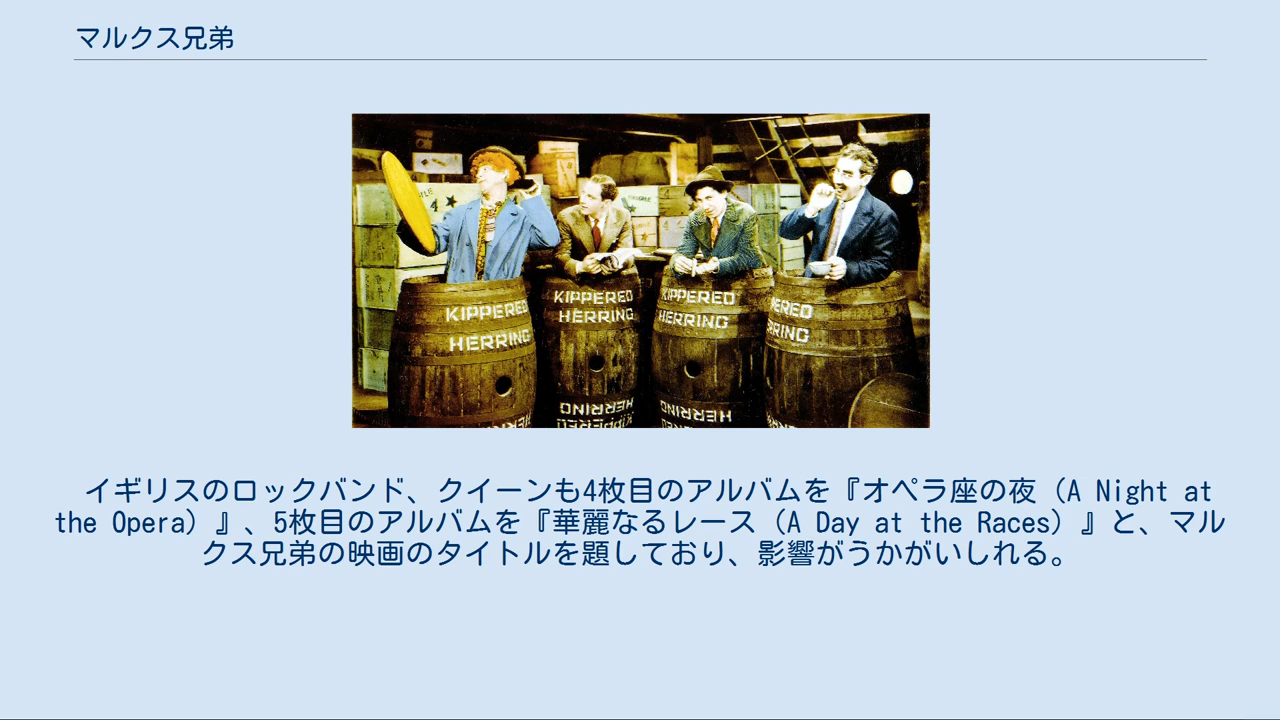 マルクス兄弟
KIPPERED
HERRING
KIPPERED
HERRING
KIPPERED
HERRING
PERED
RRING
HERRING
KIPPERED
HERRING
イギリスのロックバンド、クイーンも4枚目のアルバムを『オペラ座の夜（A Night at
the Opera）』、5枚目のアルバムを『華麗なるレース（A Day at the Races）』と、マル
クス兄弟の映画のタイトルを題しており、影響がうかがいしれる。